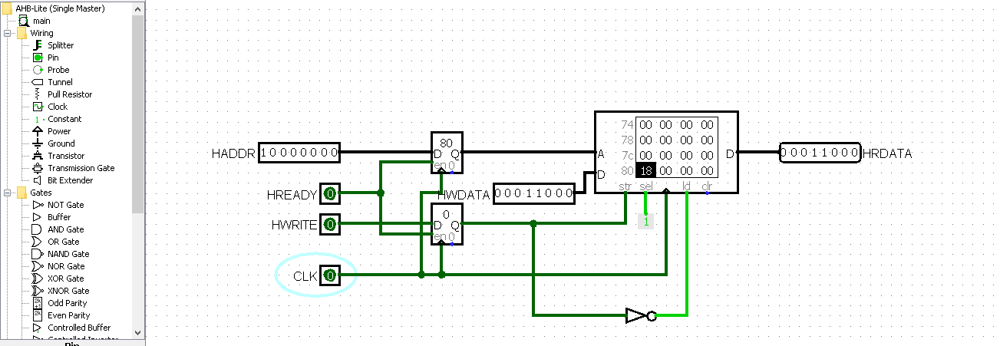 AHB-Lite (Single Master)
main
Wiring
Splitter
Pin
Probe
Tunnel
Pull Resistor
Clock
Constant
Power
Ground
Transistor
Transmission Gate
Bit Extender
Gates
NOT Gate
Buffer
AND Gate
OR Gate
NAND Gate
NOR Gate
XOR Gate
XNOR Gate
Odd Parity
Even Parity
Controlled Buffer
Controlled Inverter
Pin
HADDR 10000000
80
D Q
en 0
HREADY 0
HWDATA 00011000
HWRITE 0
0
D Q
en 0
CLK 0
74 00 00 00 00
78 00 00 00 00
7c 00 00 00 00
80 18 00 00 00
A
D
D
str sel ld clr
1
00011000 HRDATA